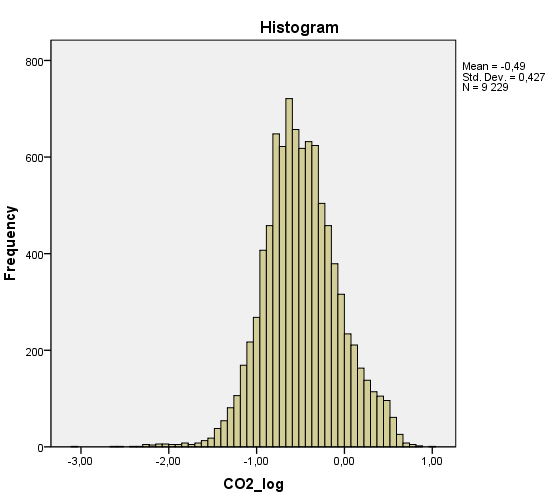 Histogram
Mean = -0,49
Std. Dev. = 0,427
N = 9 229
Frequency
800
600
400
200
0
-3,00 -2,00 -1,00 0,00 1,00
CO2_log